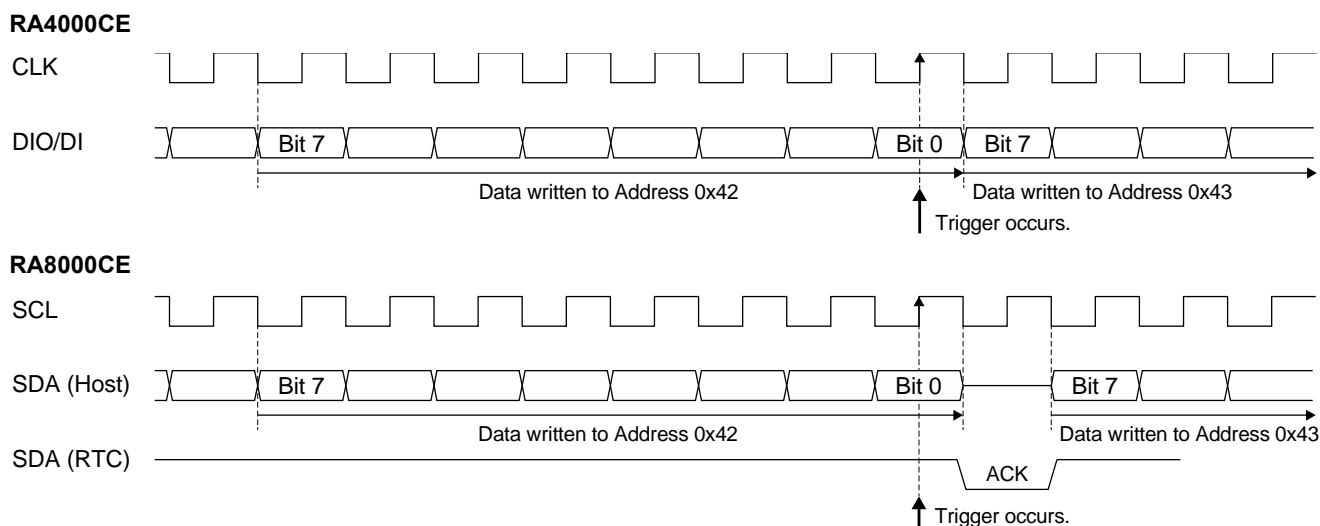 RA4000CE
CLK
DIO/DI Bit 7 Bit 0 Bit 7
Data written to Address 0x42 Data written to Address 0x43
Trigger occurs.
RA8000CE
SCL
SDA (Host) Bit 7 Bit 0 Bit 7
Data written to Address 0x42 Data written to Address 0x43
SDA (RTC) ACK
Trigger occurs.